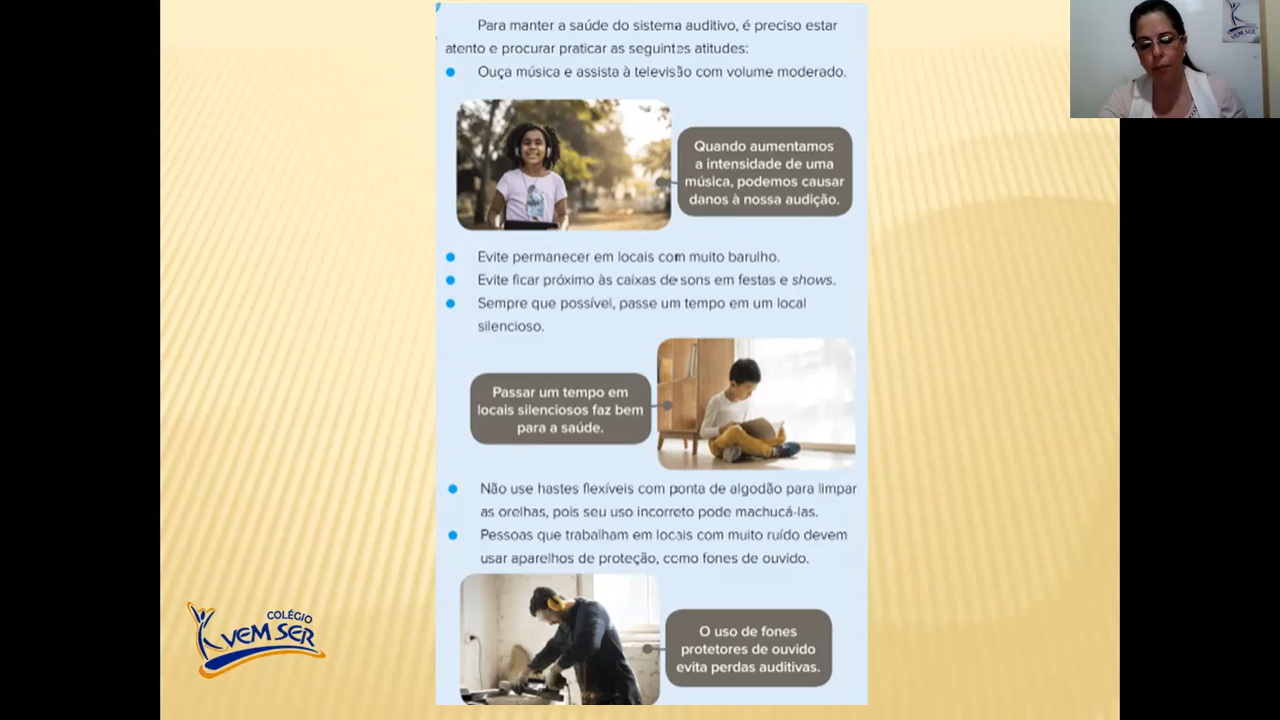 Para manter a saúde do sistema auditivo, é preciso estar
atento e procurar praticar as seguintes atitudes:
Ouça música e assista à televisão com volume moderado.
Quando aumentamos
a intensidade de uma
música, podemos causar
danos à nossa audição.
Evite permanecer em locais com muito barulho.
Evite ficar próximo às caixas de sons em festas e shows.
Sempre que possível, passe um tempo em um local
silencioso.
Passar um tempo em
locais silenciosos faz bem
para a saúde.
Não use hastes flexíveis com ponta de algodão para limpar
as orelhas, pois seu uso incorreto pode machucá-las.
Pessoas que trabalham em locais com muito ruído devem
usar aparelhos de proteção, como fones de ouvido.
O uso de fones
protetores de ouvido
evita perdas auditivas.
COLÉGIO
VEM SER
VEM SER